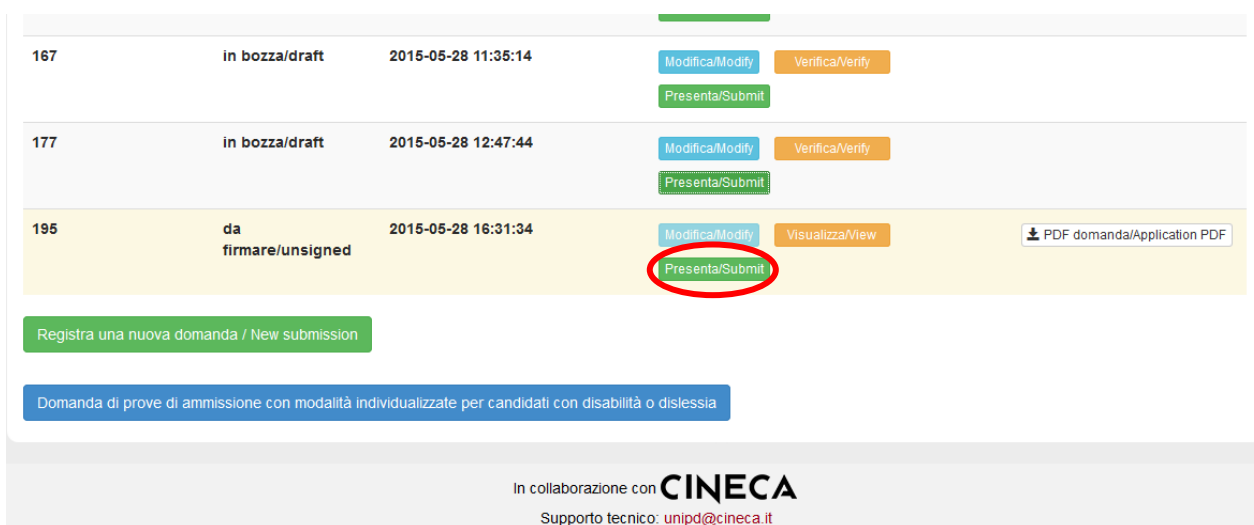 167 in bozza/draft 2015-05-28 11:35:14 Modifica/Modify Verifica/Verify
Presenta/Submit
177 in bozza/draft 2015-05-28 12:47:44 Modifica/Modify Verifica/Verify
Presenta/Submit
195 da 2015-05-28 16:31:34 Modifica/Modify Visualizza/View PDF domanda/Application PDF
firmare/unsigned
Presenta/Submit
Registra una nuova domanda / New submission
Domanda di prove di ammissione con modalità individualizzate per candidati con disabilità o dislessia
In collaborazione con CINECA
Supporto tecnico: unipd@cineca.it